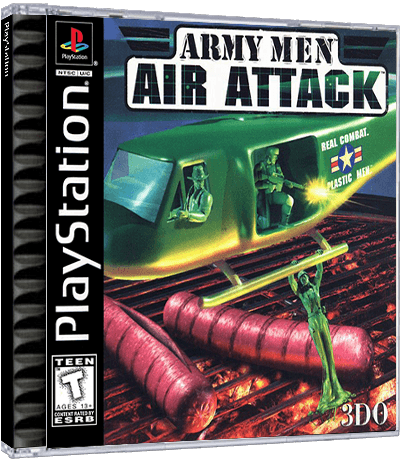 PlayStation
PlayStation
NTSC U/C
PlayStation
ARMY MEN
AIR ATTACK
REAL COMBAT.
PLASTIC MEN.
TEEN
T
AGES 13+
CONTENT RATED BY
ESRB
3DO